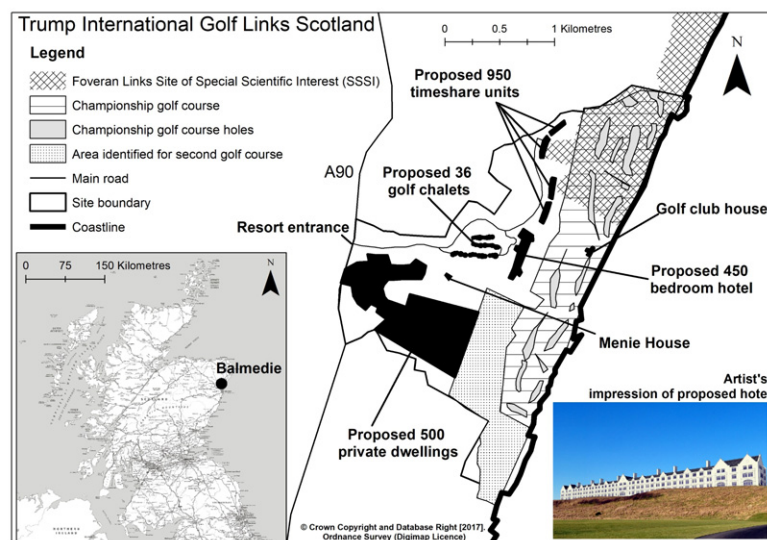 Trump International Golf Links Scotland
Legend
Foveran Links Site of Special Scientific Interest (SSSI)
Championship golf course
Championship golf course holes
Area identified for second golf course
Main road
Site boundary
Coastline
0 0.5 1 Kilometres
N
Proposed 950
timeshare units
Proposed 36
golf chalets
A90
Resort entrance
Golf club house
Proposed 450
bedroom hotel
Menie House
Proposed 500
private dwellings
0 75 150 Kilometres
N
Balmedie
Artist's
impression of proposed hote
© Crown Copyright and Database Right [2017].
Ordnance Survey (Digimap Licence)